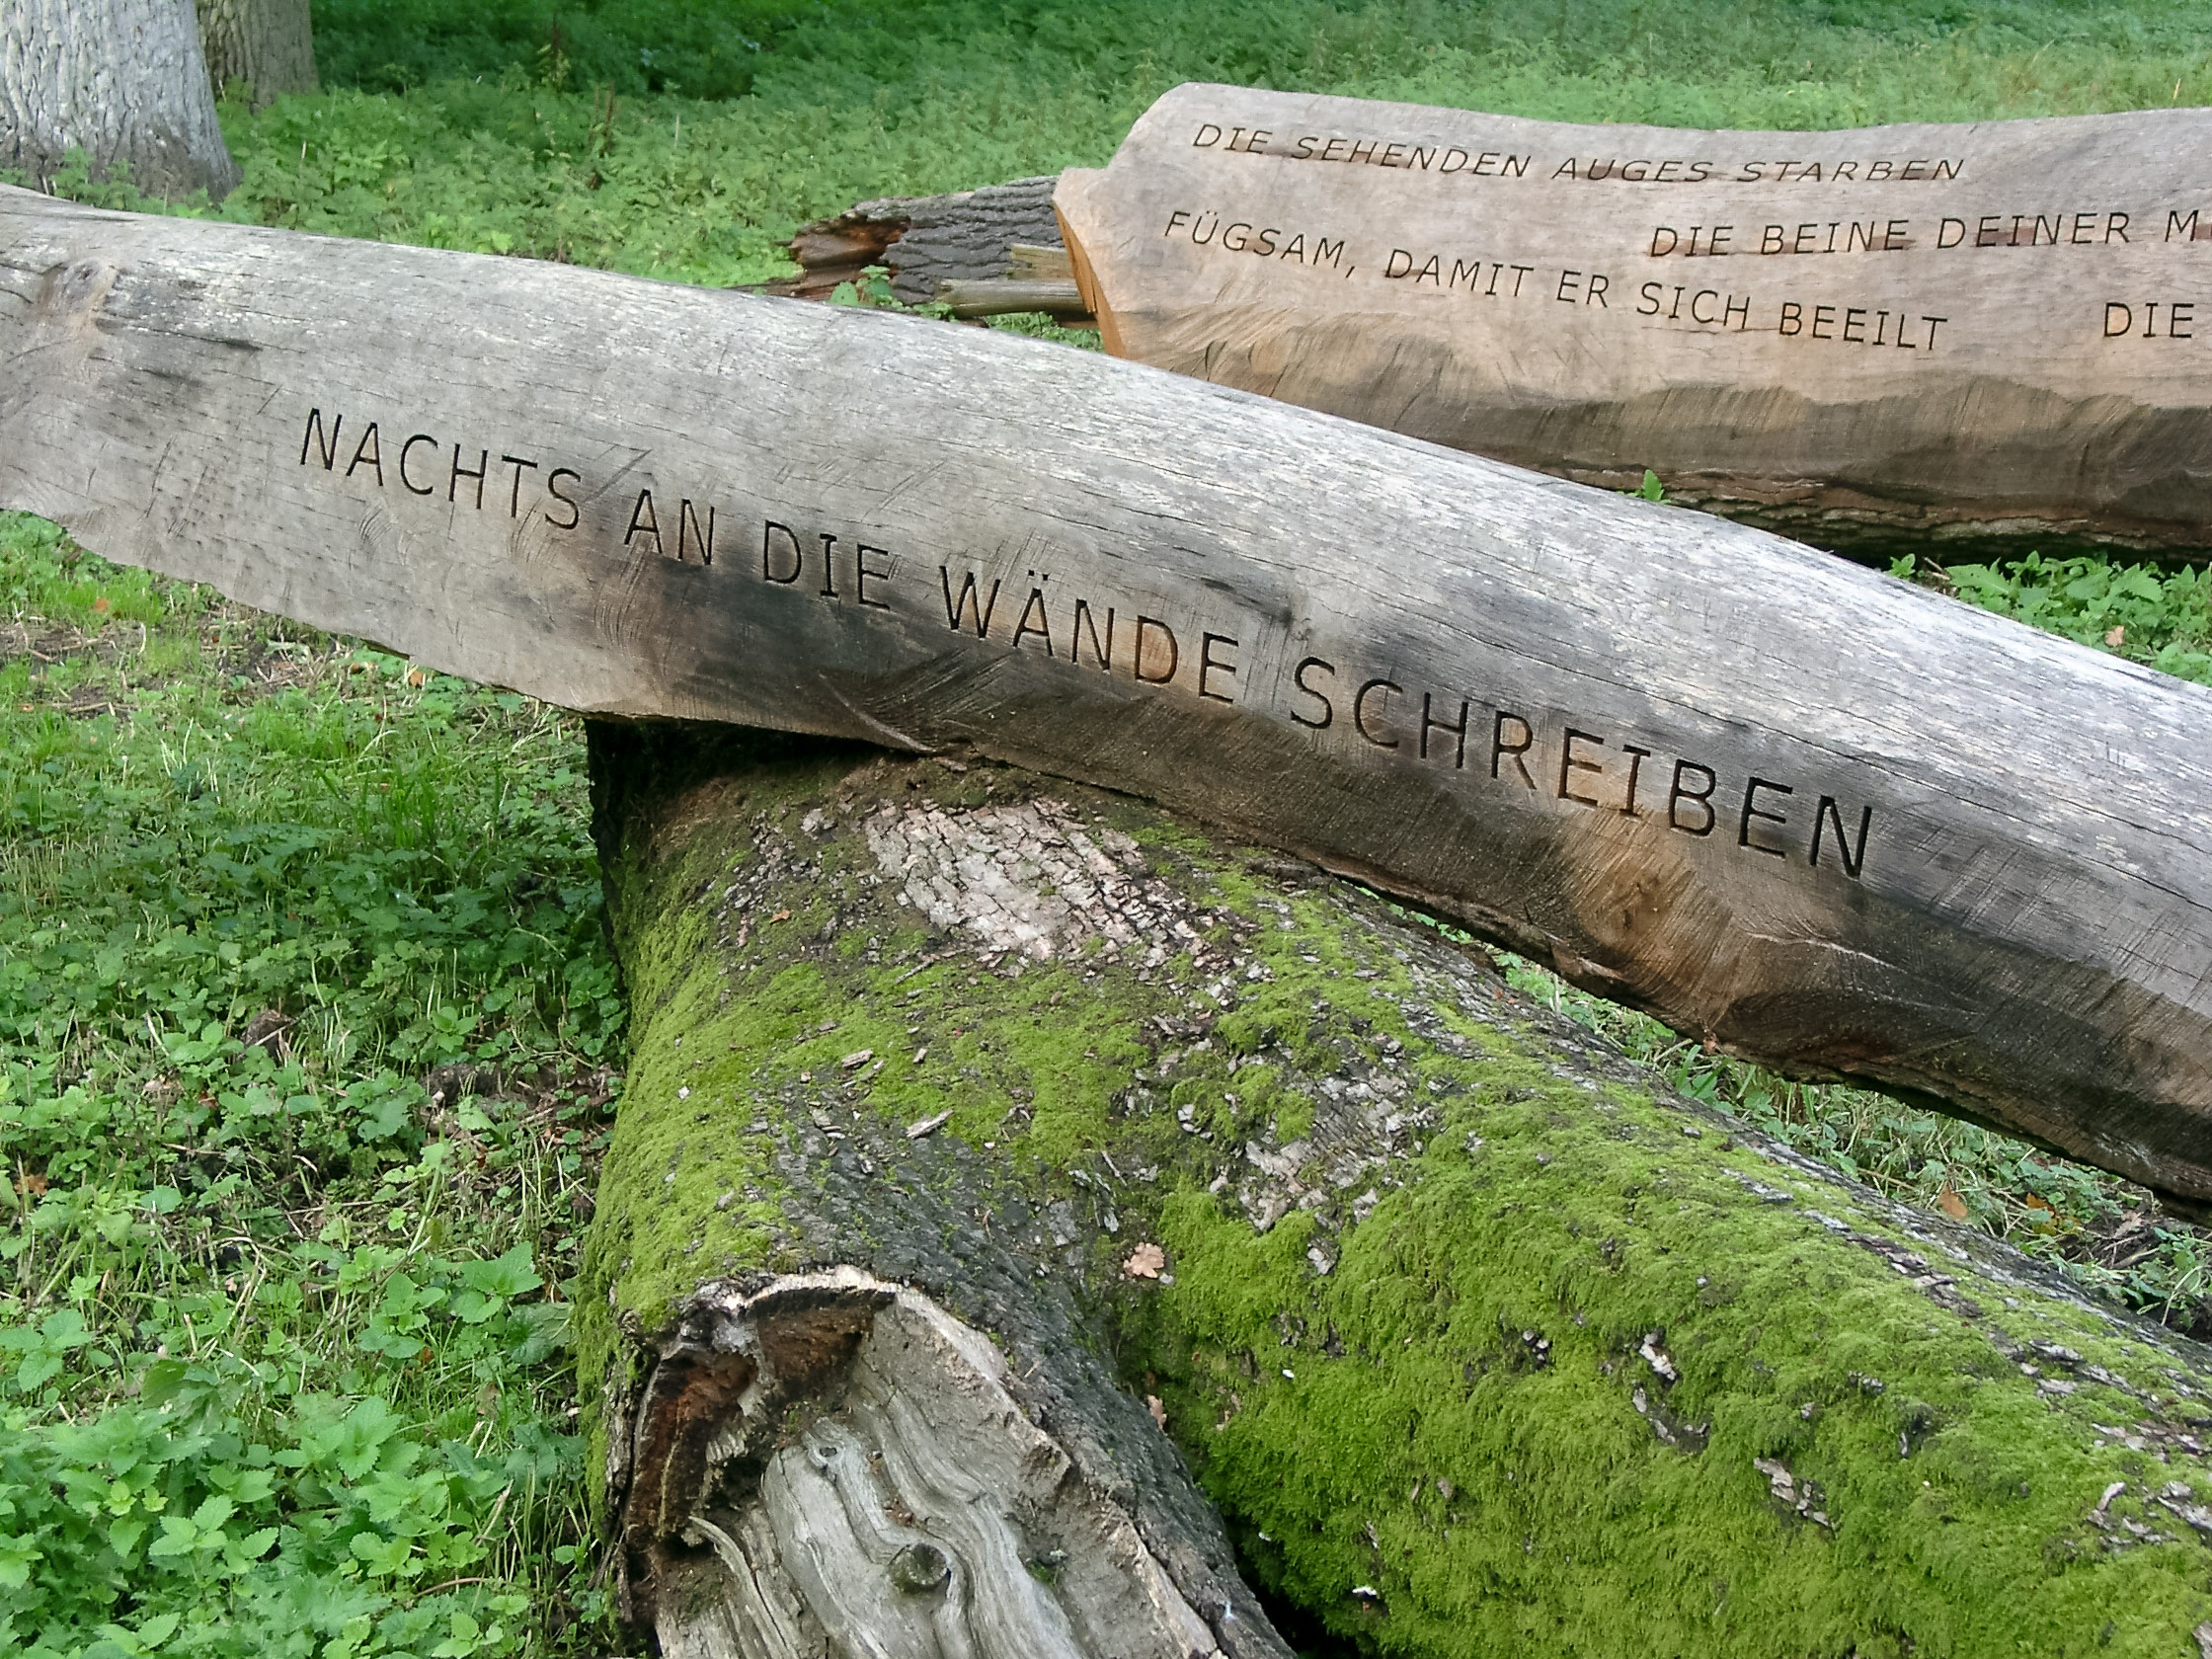 DIE SEHENDEN AUGES STARBEN
DIE BEINE DEINER
FÜGSAM, DAMIT ER SICH BEEILT
DIE
NACHTS AN DIE WÄNDE SCHREIBEN